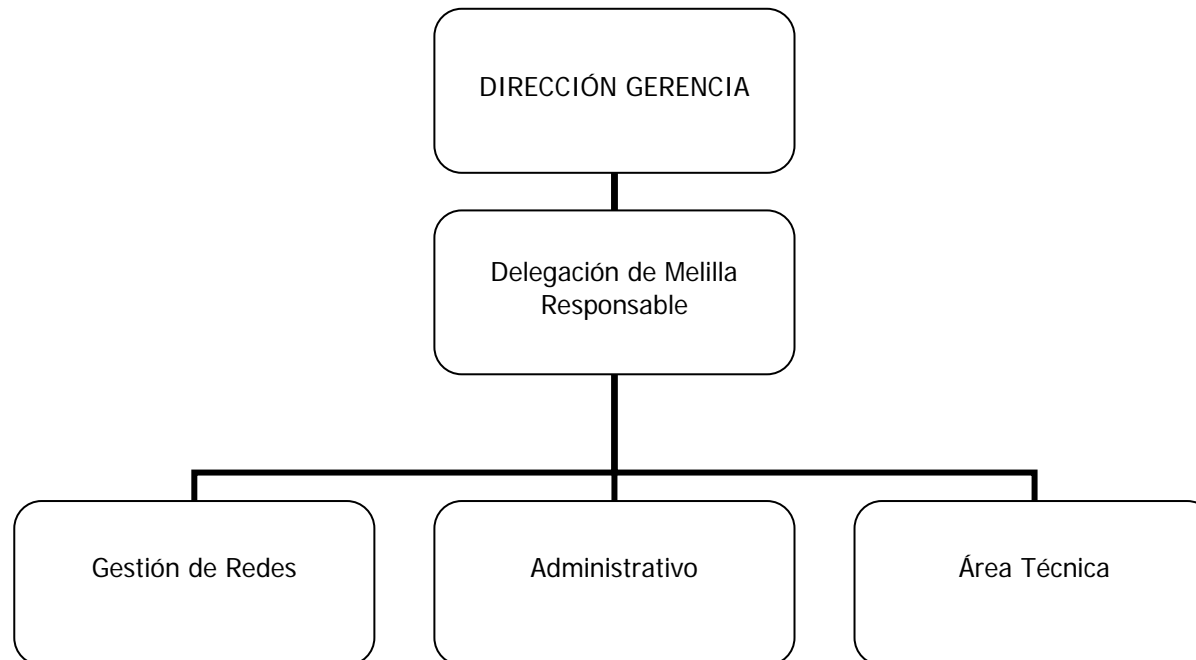 DIRECCIÓN GERENCIA
Delegación de Melilla
Responsable
Gestión de Redes
Administrativo
Área Técnica